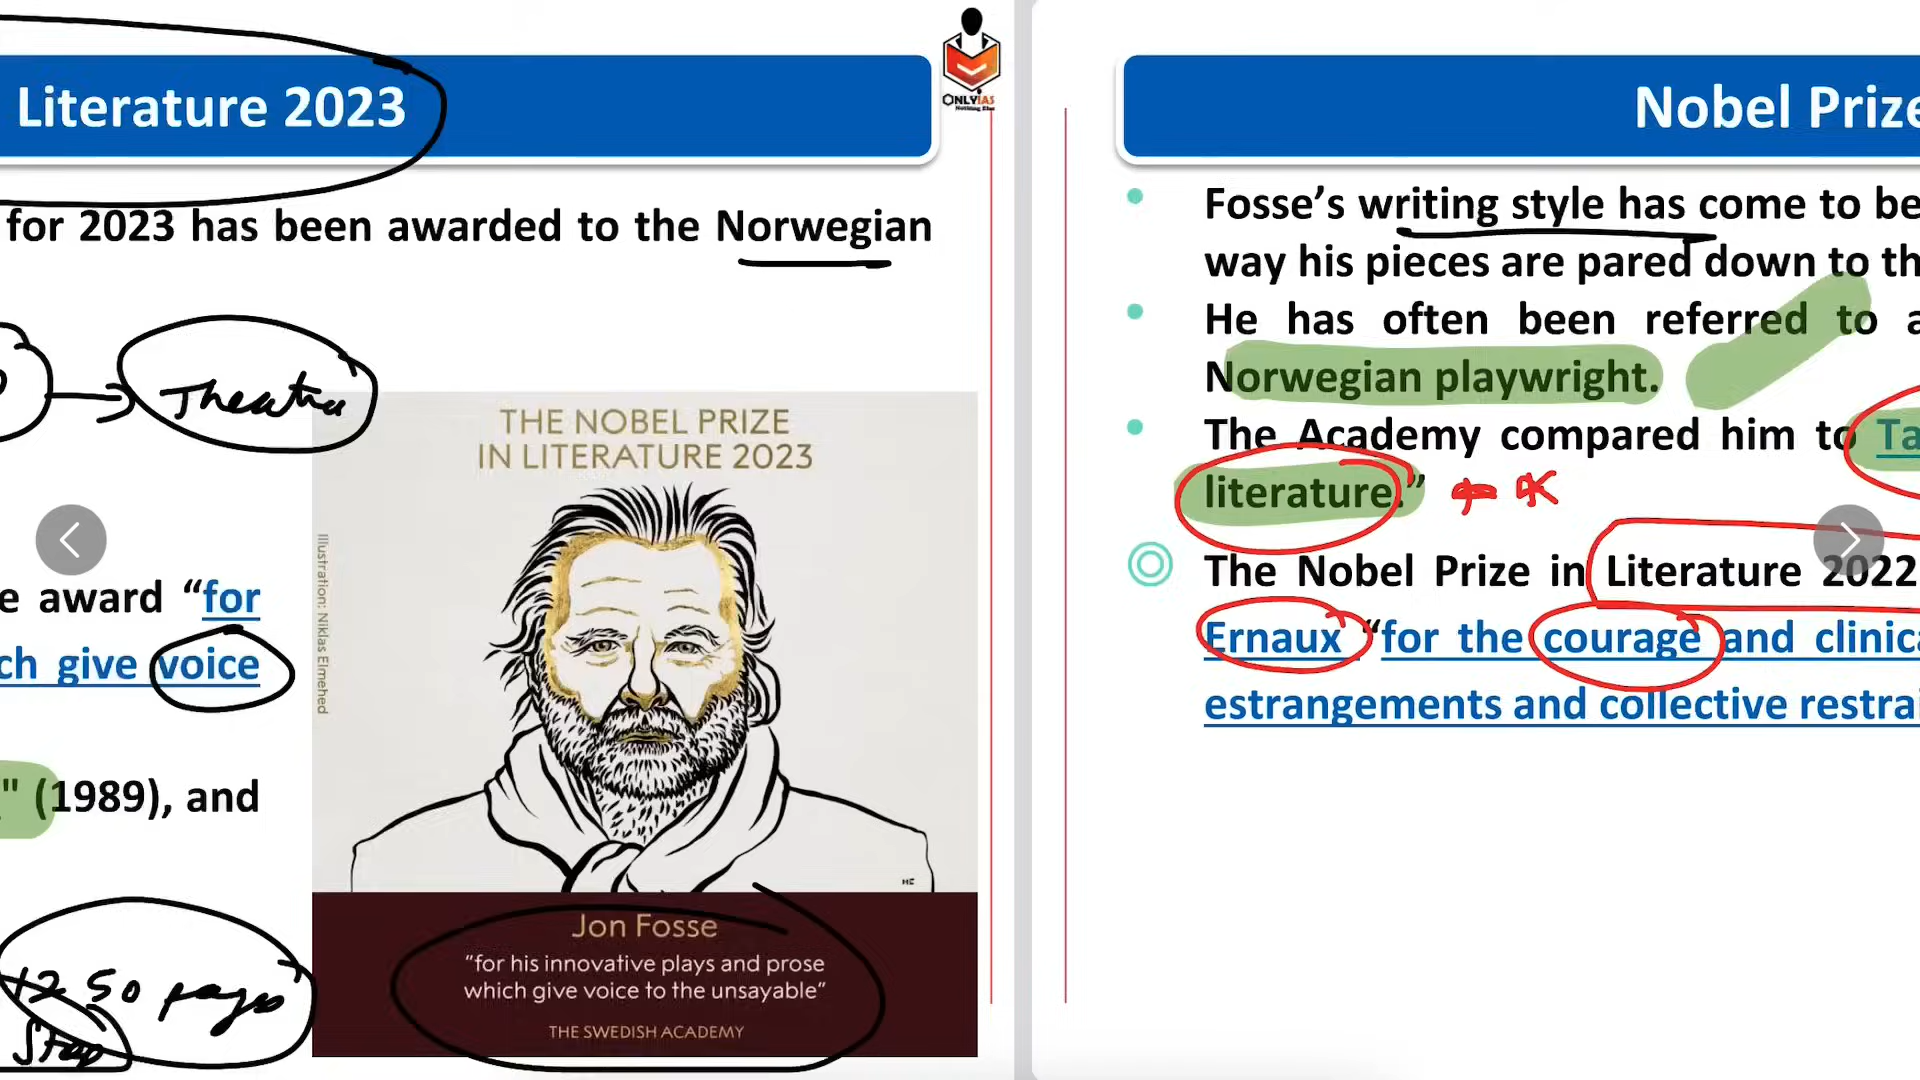 Literature 2023
ONLYIAS
Nothing Else
for 2023 has been awarded to the Norwegian
Theatre
THE NOBEL PRIZE
IN LITERATURE 2023
Illustration: Niklas Elmehed
e award “for
ch give voice
" (1989), and
1250 pages
Stop
Jon Fosse
“for his innovative plays and prose
which give voice to the unsayable”
THE SWEDISH ACADEMY
Nobel Prize
Fosse’s writing style has come to be
way his pieces are pared down to th
He has often been referred to a
Norwegian playwright.
The Academy compared him to Ta
literature.”
The Nobel Prize in Literature 2022
Ernaux “for the courage and clinica
estrangements and collective restrai